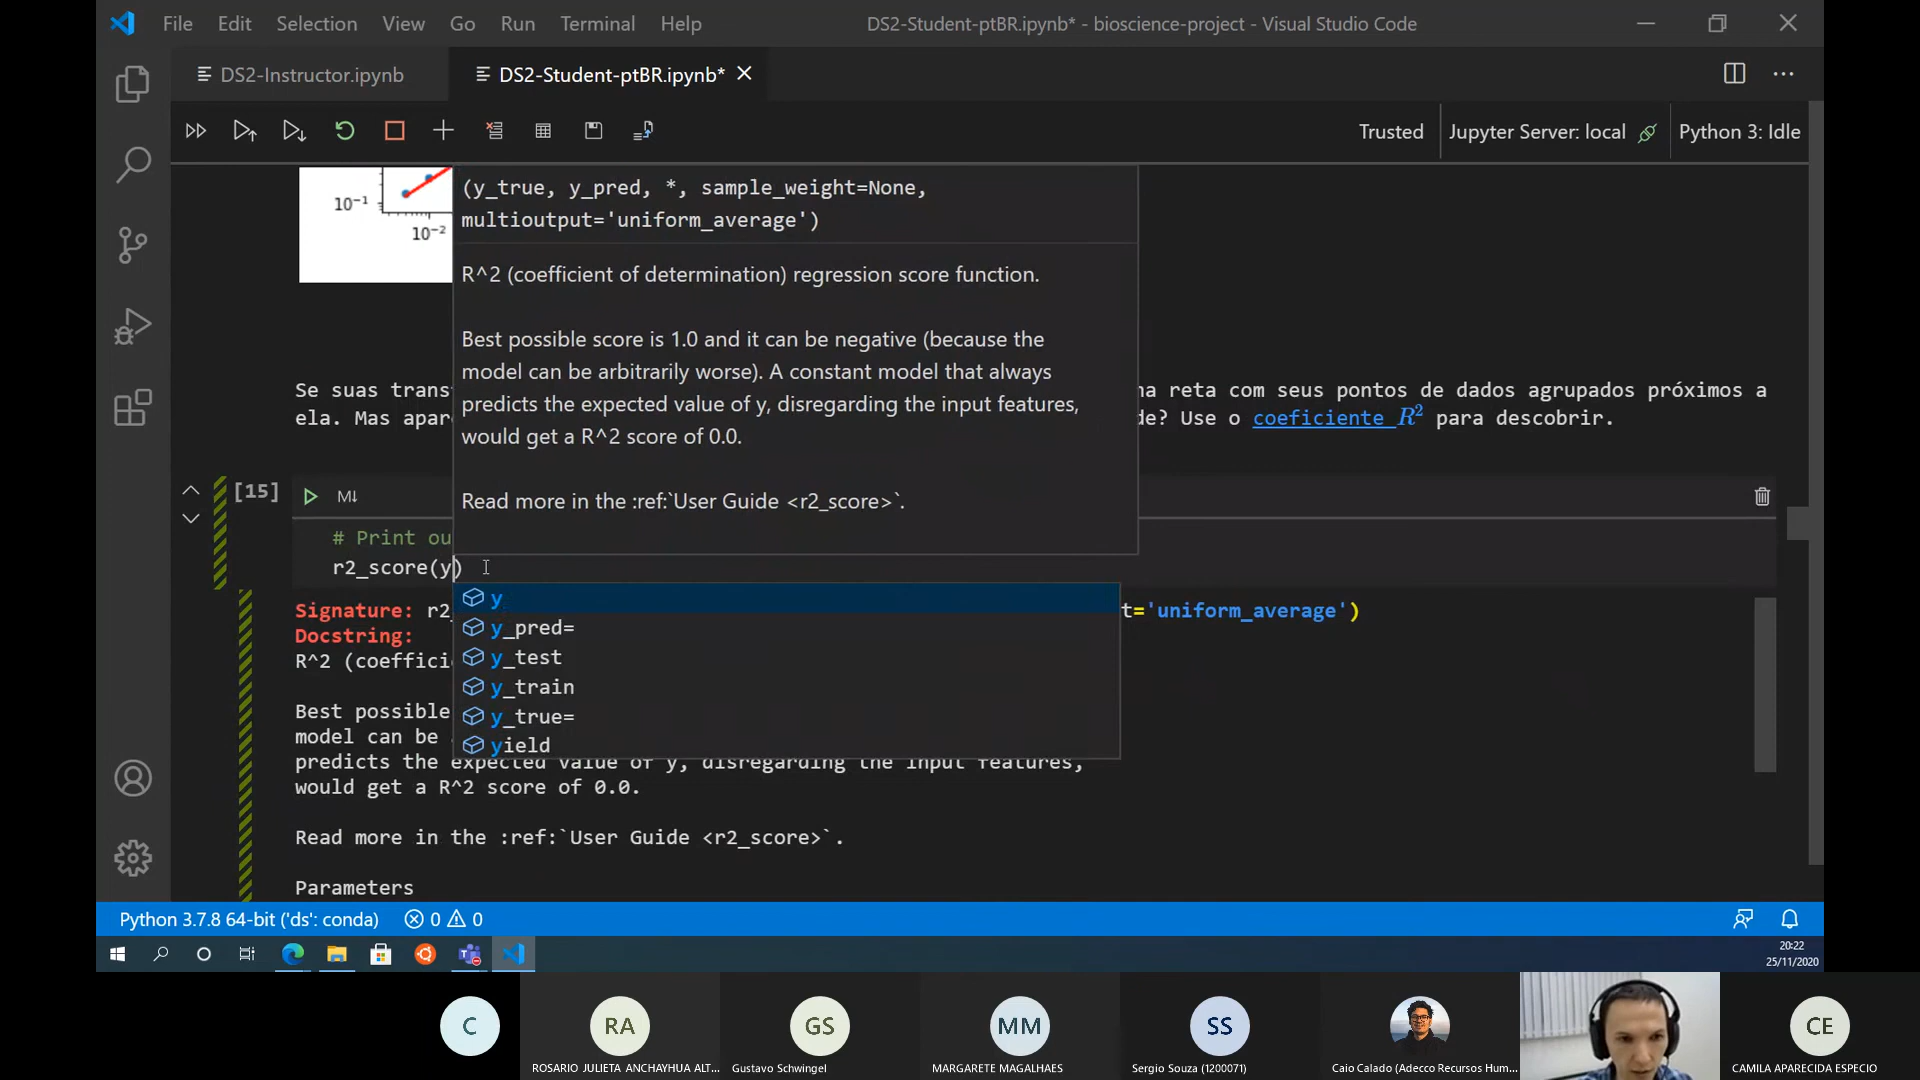 File Edit Selection View Go Run Terminal Help
DS2-Student-ptBR.ipynb* - bioscience-project - Visual Studio Code
DS2-Instructor.ipynb
DS2-Student-ptBR.ipynb*
Trusted
Jupyter Server: local
Python 3: Idle
10⁻¹
10⁻²
(y_true, y_pred, *, sample_weight=None,
multioutput='uniform_average')
R^2 (coefficient of determination) regression score function.
Best possible score is 1.0 and it can be negative (because the
model can be arbitrarily worse). A constant model that always
predicts the expected value of y, disregarding the input features,
would get a R^2 score of 0.0.
Read more in the :ref:`User Guide <r2_score>`.
Se suas trans
na reta com seus pontos de dados agrupados próximos a
ela. Mas apar
de? Use o coeficiente R² para descobrir.
[15]
M↓
# Print ou
r2_score(y)
y
y_pred=
y_test
y_train
y_true=
yield
Signature: r2_
t='uniform_average')
Docstring:
R^2 (coeffici
Best possible
model can be
predicts the expected value of y, disregarding the input features,
would get a R^2 score of 0.0.
Read more in the :ref:`User Guide <r2_score>`.
Parameters
Python 3.7.8 64-bit ('ds': conda)
0
0
20:22
25/11/2020
C
RA
GS
MM
SS
CE
ROSARIO JULIETA ANCHAYHUA ALT...
Gustavo Schwingel
MARGARETE MAGALHAES
Sergio Souza (1200071)
Caio Calado (Adecco Recursos Hum...
CAMILA APARECIDA ESPECIO